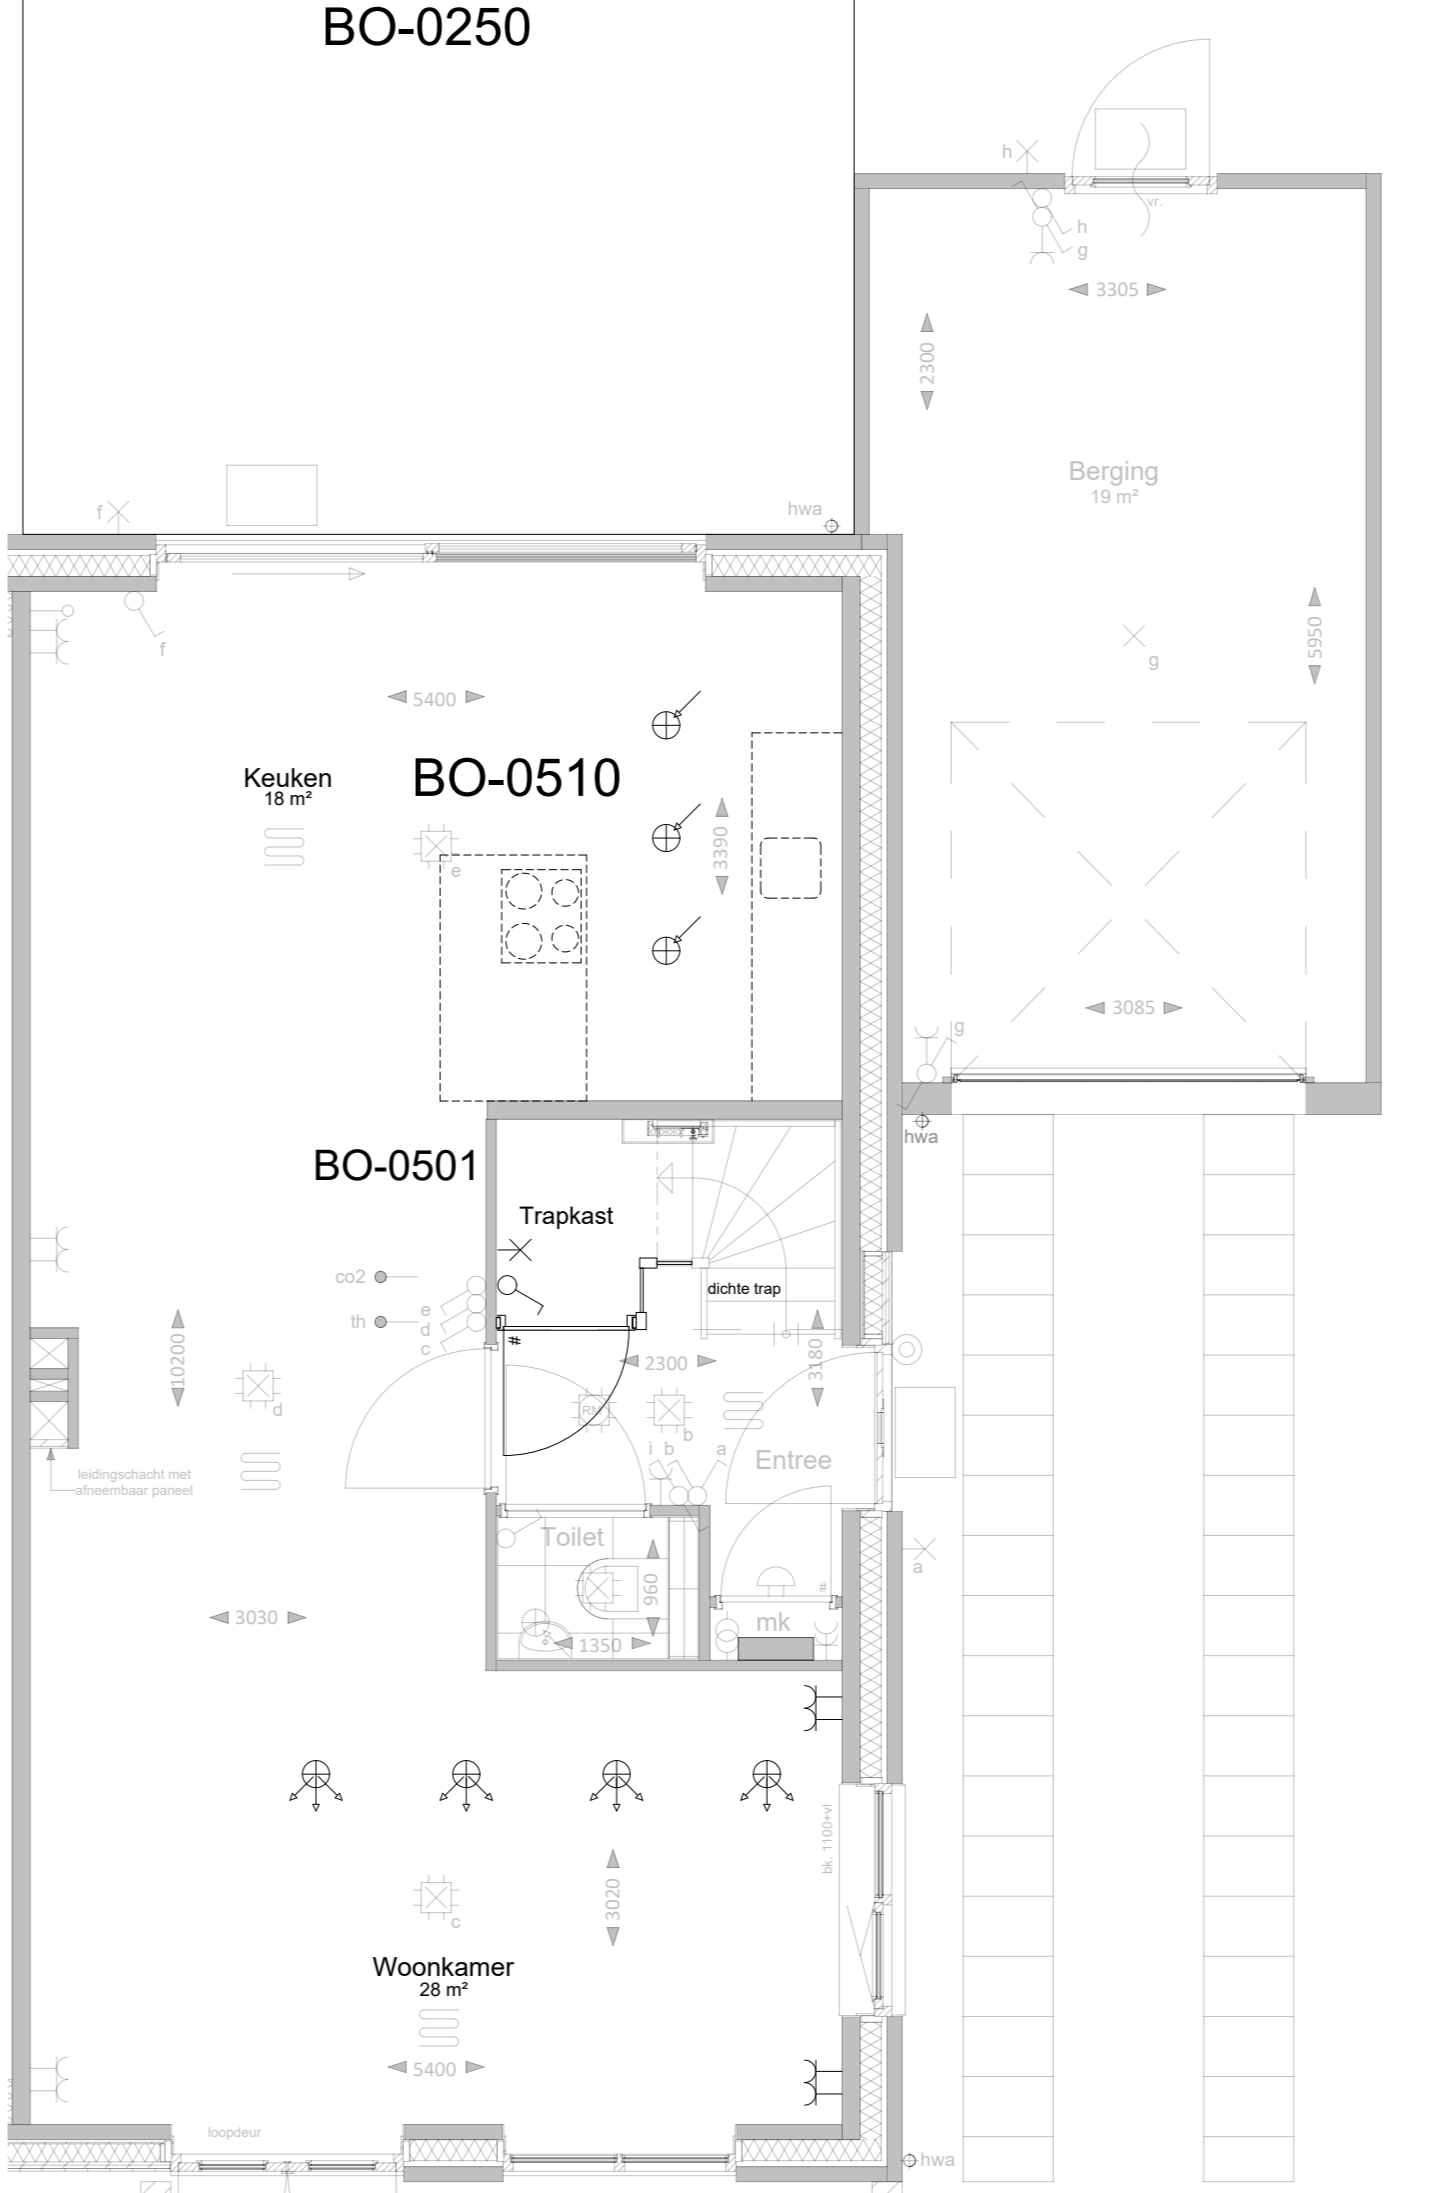 BO-0250
h
vr.
h
g
3305
2300
Berging
19 m²
f
hwa
f
5950
g
5400
Keuken
18 m²
BO-0510
3390
e
3085
g
hwa
BO-0501
Trapkast
co2
e
dichte trap
th
d
c
#
10200
2300
3180
d
RM
b
i b a
Entree
leidingschacht met
afneembaar paneel
Toilet
a
960
#
3030
1350
mk
bk. 1100+vl
3020
c
Woonkamer
28 m²
5400
loopdeur
hwa